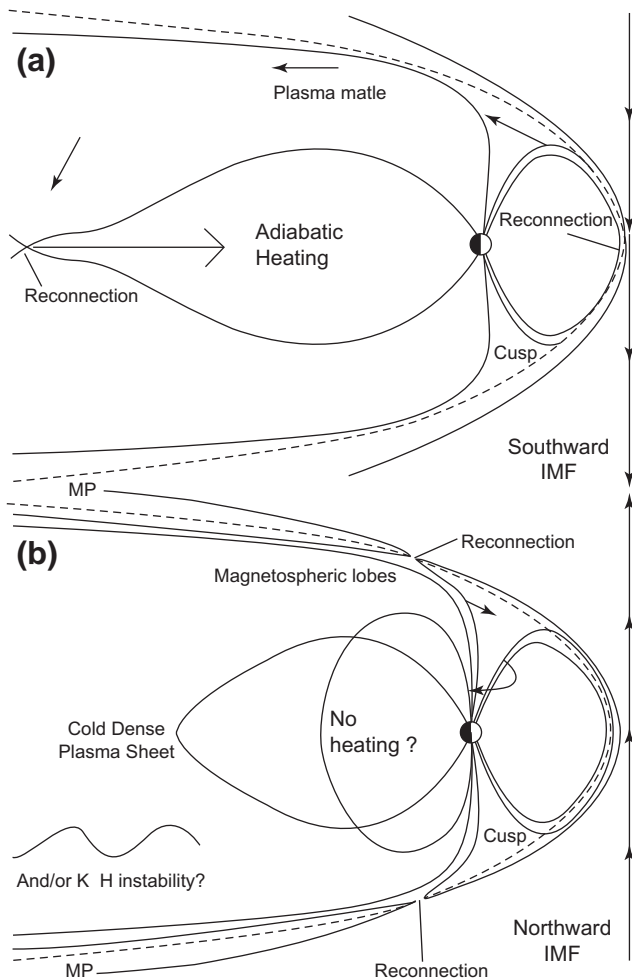 (a)
Plasma matle
Reconnection
Adiabatic
Heating
Reconnection
Cusp
Southward
IMF
MP
(b)
Reconnection
Magnetospheric lobes
No
heating ?
Cold Dense
Plasma Sheet
Cusp
And/or K H instability?
Northward
IMF
MP
Reconnection